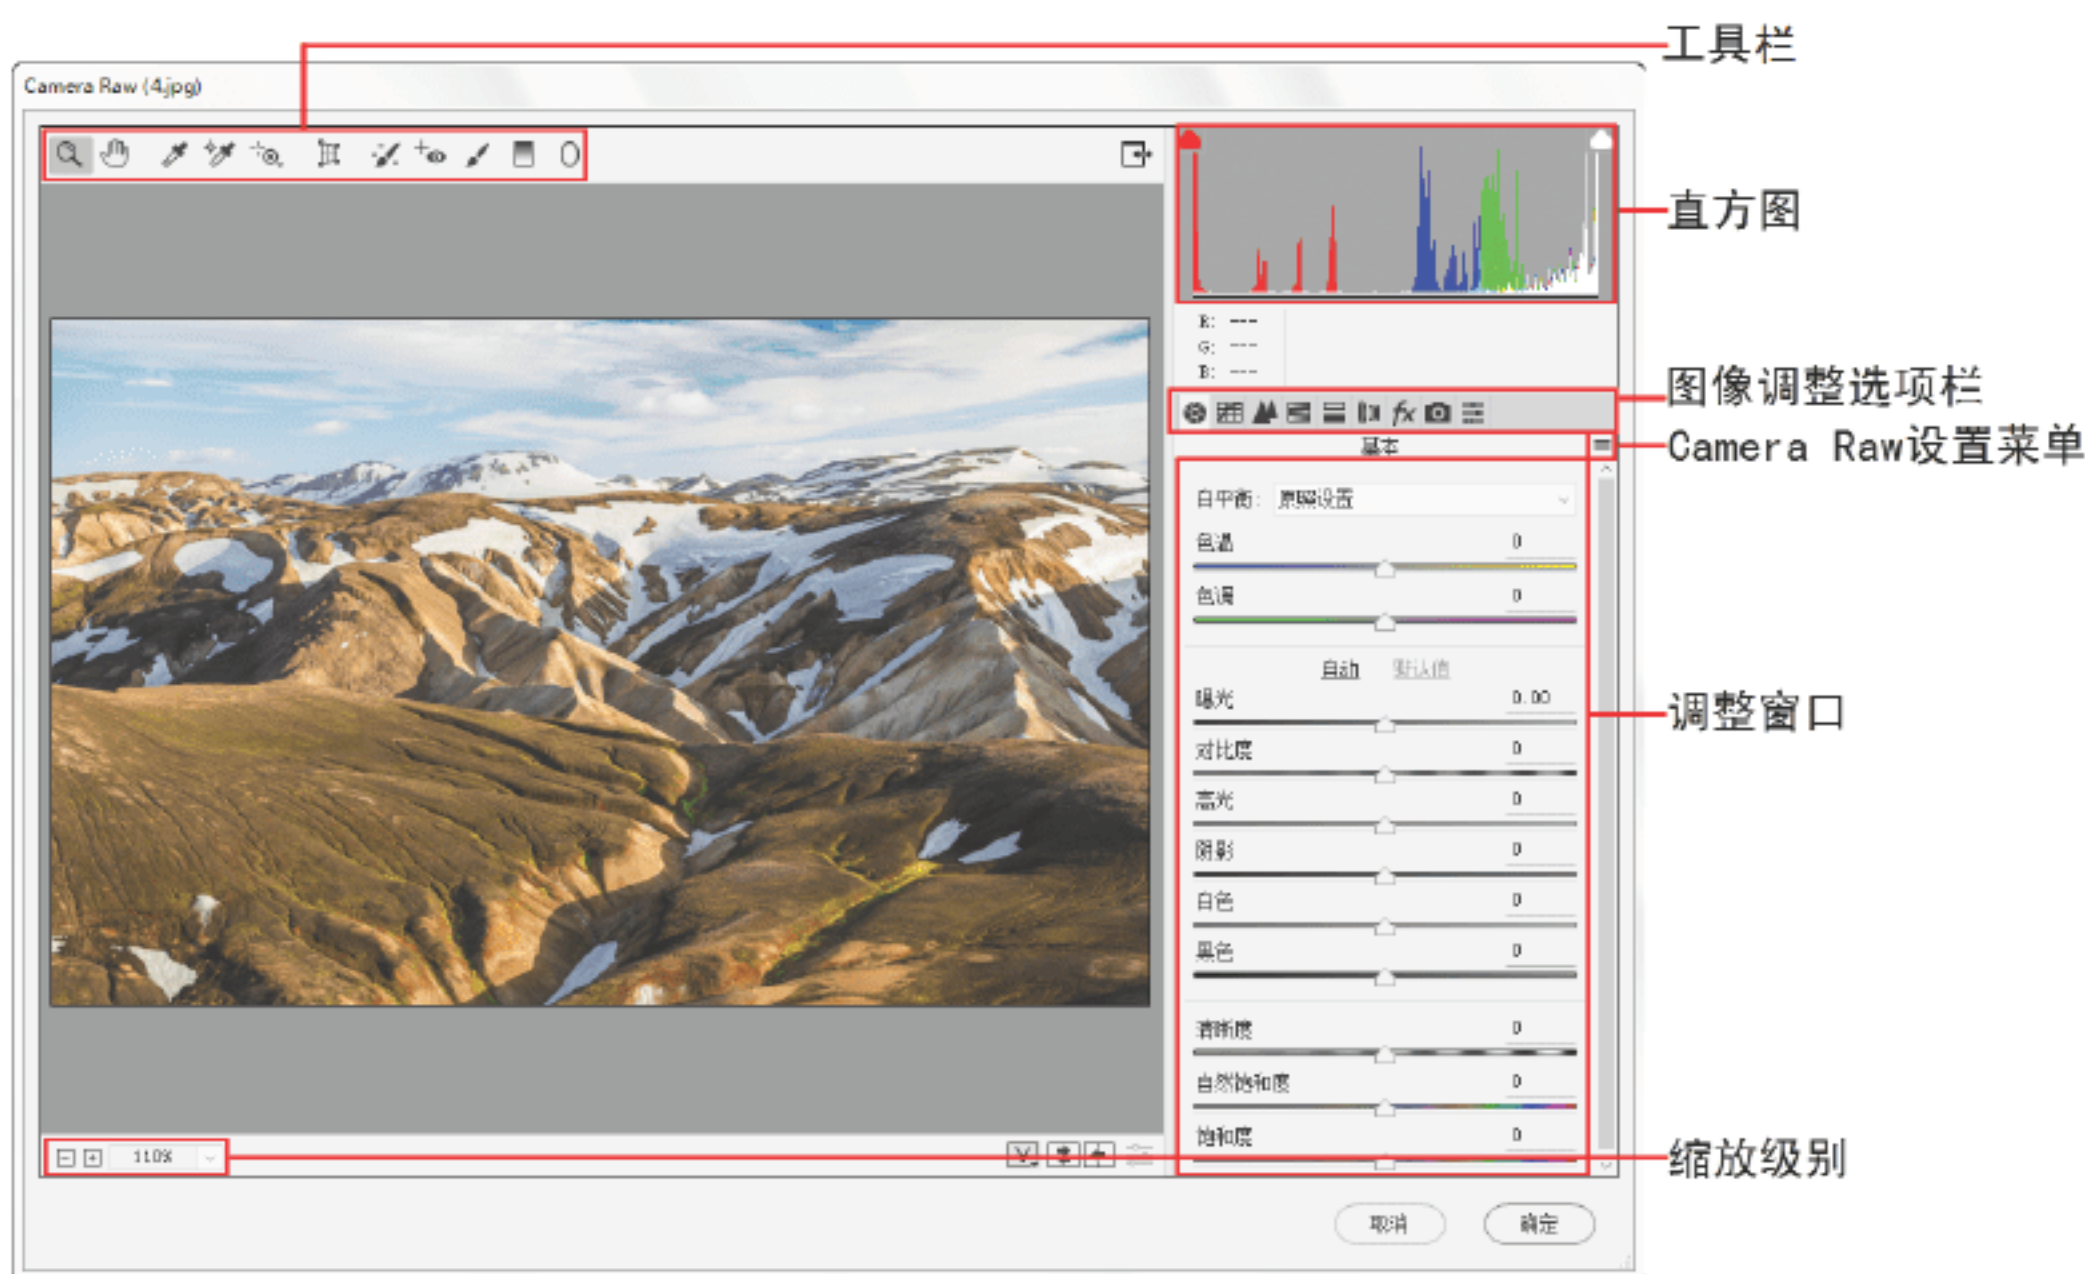 工具栏
Camera Raw (4.jpg)
直方图
R: ---
G: ---
B: ---
图像调整选项栏
fx
基本
Camera Raw设置菜单
白平衡: 原照设置
色温 0
色调 0
自动 默认值
曝光 0.00
调整窗口
对比度 0
高光 0
阴影 0
白色 0
黑色 0
清晰度 0
自然饱和度 0
饱和度 0
110%
Y
缩放级别
取消 确定